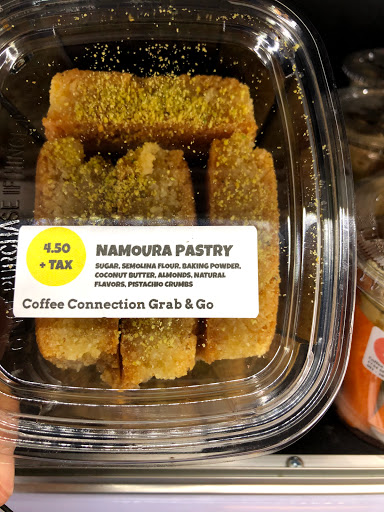 4.50
+ TAX
NAMOURA PASTRY
SUGAR, SEMOLINA FLOUR, BAKING POWDER,
COCONUT BUTTER, ALMONDS, NATURAL
FLAVORS, PISTACHIO CRUMBS
Coffee Connection Grab & Go